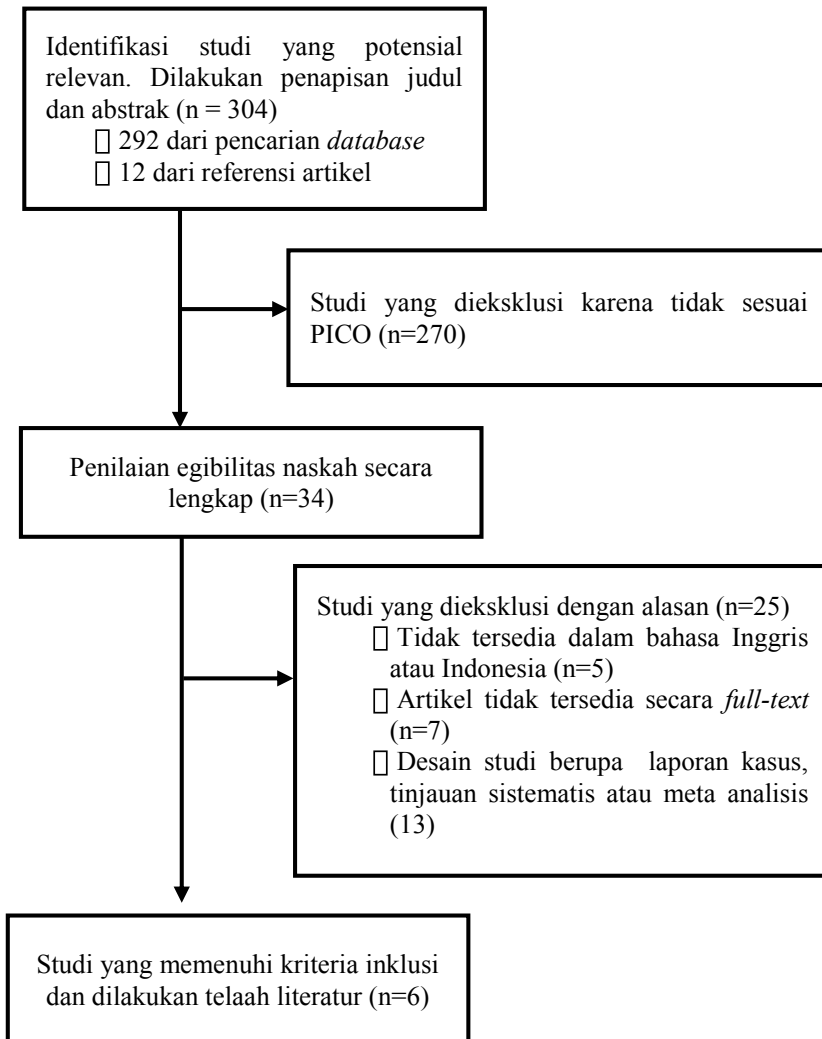 Identifikasi studi yang potensial
relevan. Dilakukan penapisan judul
dan abstrak (n = 304)
▯ 292 dari pencarian database
▯ 12 dari referensi artikel
Studi yang dieksklusi karena tidak sesuai
PICO (n=270)
Penilaian egibilitas naskah secara
lengkap (n=34)
Studi yang dieksklusi dengan alasan (n=25)
▯ Tidak tersedia dalam bahasa Inggris
atau Indonesia (n=5)
▯ Artikel tidak tersedia secara full-text
(n=7)
▯ Desain studi berupa laporan kasus,
tinjauan sistematis atau meta analisis
(13)
Studi yang memenuhi kriteria inklusi
dan dilakukan telaah literatur (n=6)